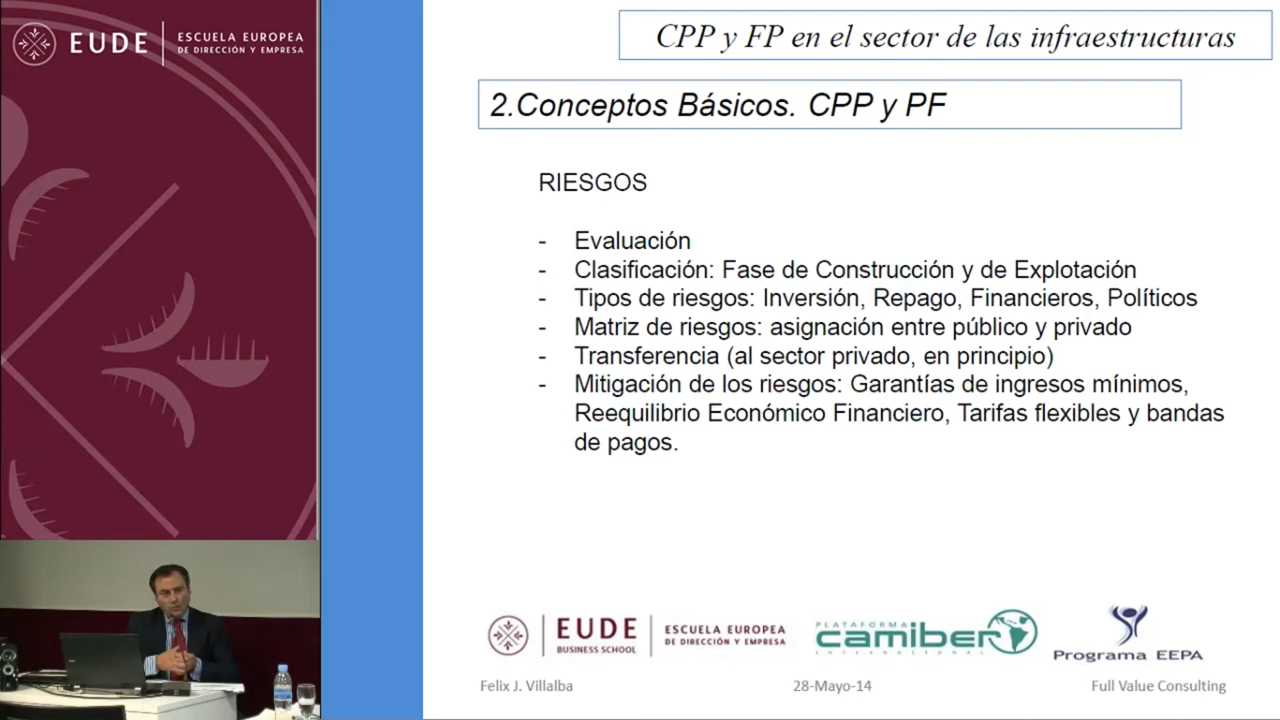 EUDE
ESCUELA EUROPEA
DE DIRECCIÓN Y EMPRESA
CPP y FP en el sector de las infraestructuras
2.Conceptos Básicos. CPP y PF
RIESGOS
- Evaluación
- Clasificación: Fase de Construcción y de Explotación
- Tipos de riesgos: Inversión, Repago, Financieros, Políticos
- Matriz de riesgos: asignación entre público y privado
- Transferencia (al sector privado, en principio)
- Mitigación de los riesgos: Garantías de ingresos mínimos,
Reequilibrio Económico Financiero, Tarifas flexibles y bandas
de pagos.
EUDE
BUSINESS SCHOOL
ESCUELA EUROPEA
DE DIRECCIÓN Y EMPRESA
PLATAFORMA
camiber
INTERNACIONAL
Programa EEPA
Felix J. Villalba
28-Mayo-14
Full Value Consulting